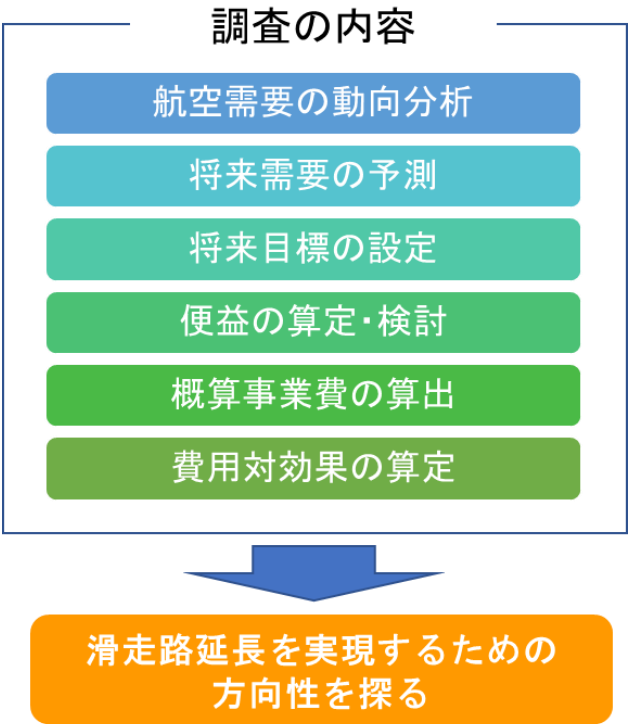 調査の内容
航空需要の動向分析
将来需要の予測
将来目標の設定
便益の算定・検討
概算事業費の算出
費用対効果の算定
滑走路延長を実現するための
方向性を探る